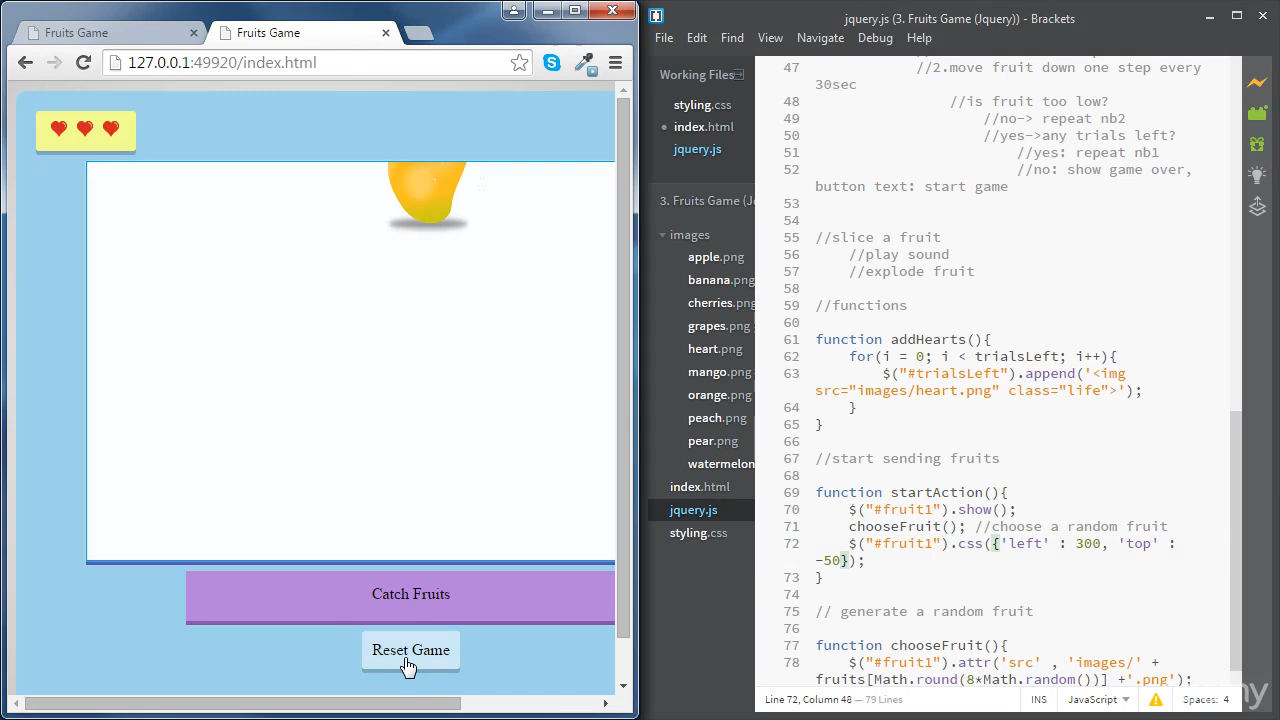 Fruits Game
Fruits Game
127.0.0.1:49920/index.html
Catch Fruits
Reset Game
jquery.js (3. Fruits Game (Jquery)) - Brackets
File Edit Find View Navigate Debug Help
Working Files
styling.css
index.html
jquery.js
3. Fruits Game (J
images
apple.png
banana.png
cherries.png
grapes.png
heart.png
mango.png
orange.png
peach.png
pear.png
watermelon
index.html
jquery.js
styling.css
47 //2.move fruit down one step every
30sec
48 //is fruit too low?
49 //no-> repeat nb2
50 //yes->any trials left?
51 //yes: repeat nb1
52 //no: show game over,
button text: start game
53
54
55 //slice a fruit
56 //play sound
57 //explode fruit
58
59 //functions
60
61 function addHearts(){
62 for(i = 0; i < trialsLeft; i++){
63 $("#trialsLeft").append('<img
src="images/heart.png" class="life">');
64 }
65 }
66
67 //start sending fruits
68
69 function startAction(){
70 $("#fruit1").show();
71 chooseFruit(); //choose a random fruit
72 $("#fruit1").css({'left' : 300, 'top' :
-50});
73 }
74
75 // generate a random fruit
76
77 function chooseFruit(){
78 $("#fruit1").attr('src' , 'images/' +
fruits[Math.round(8*Math.random())] +'.png');
Line 72, Column 48 — 79 Lines INS JavaScript Spaces: 4